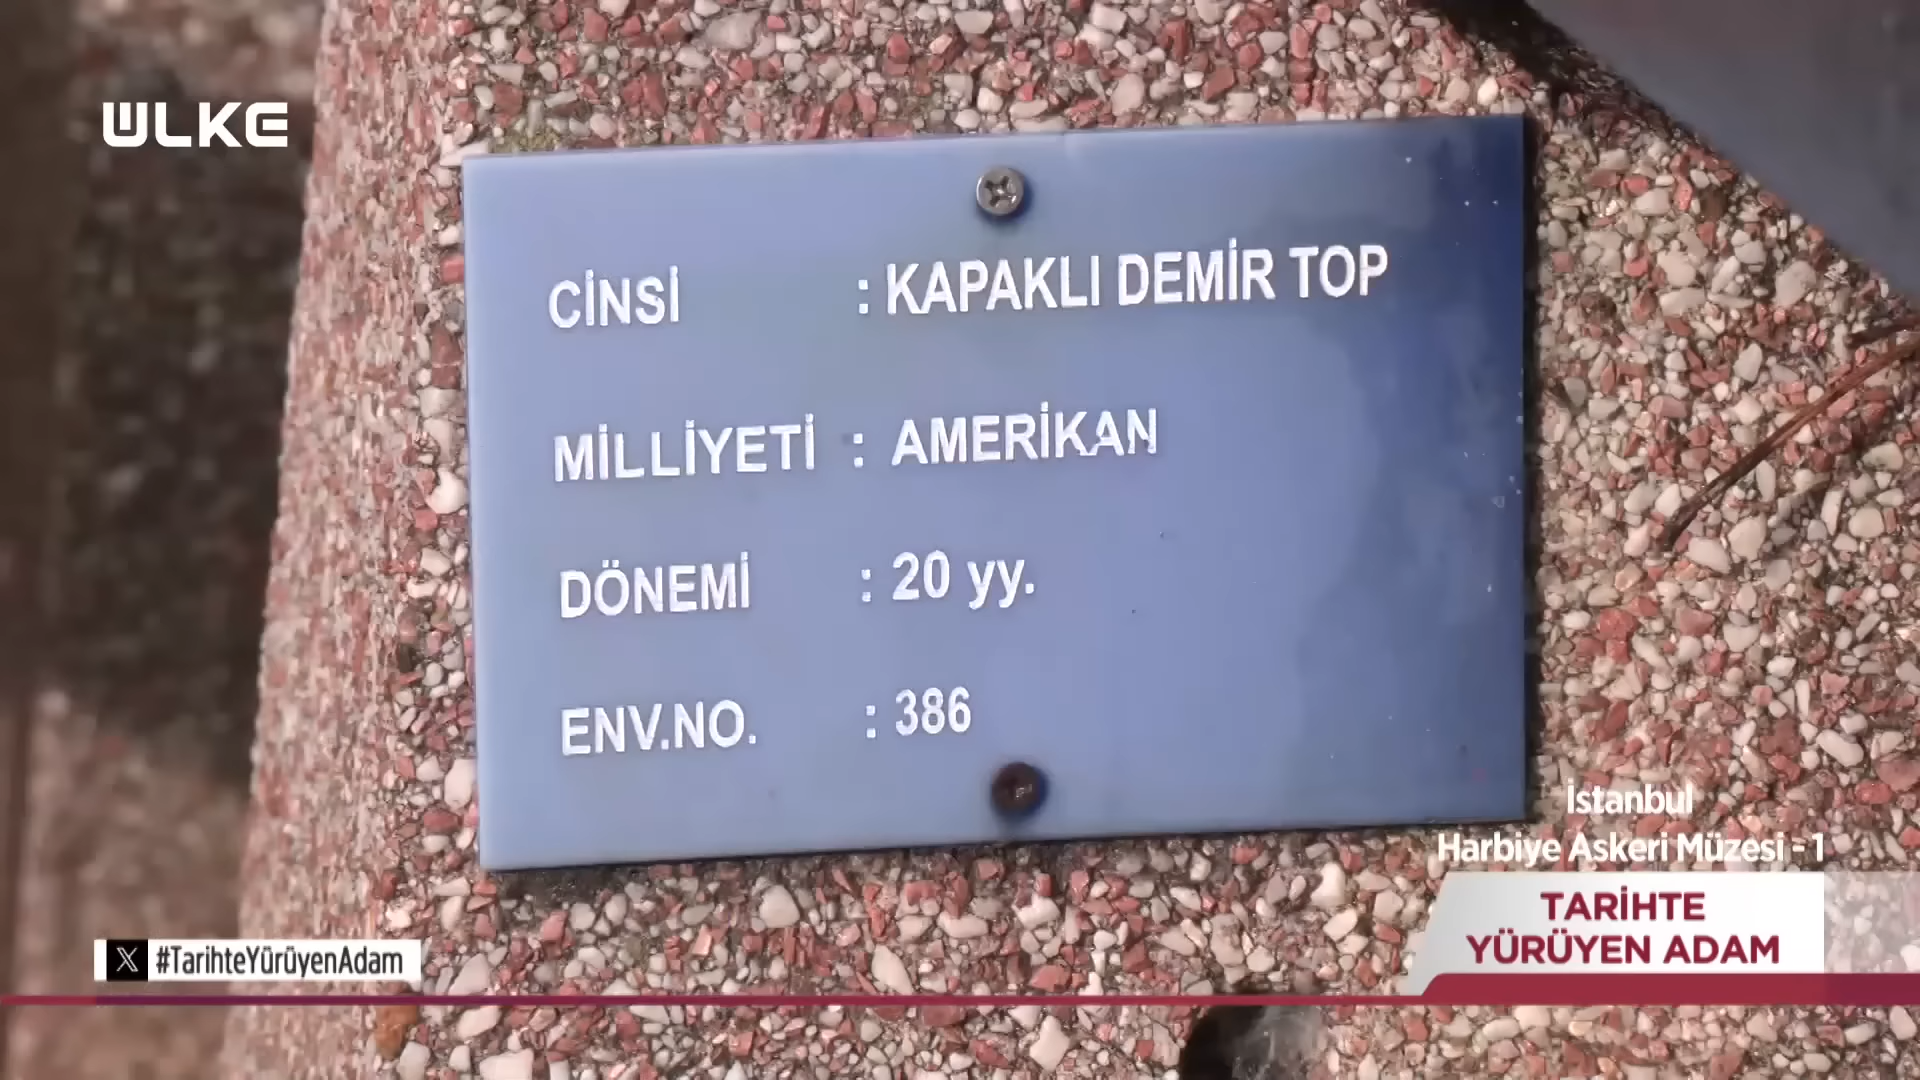 ÜLKE
CİNSİ : KAPAKLI DEMİR TOP
MİLLİYETİ : AMERİKAN
DÖNEMİ : 20 yy.
ENV.NO. : 386
İstanbul
Harbiye Askeri Müzesi - 1
TARİHTE
YÜRÜYEN ADAM
X #TarihteYürüyenAdam